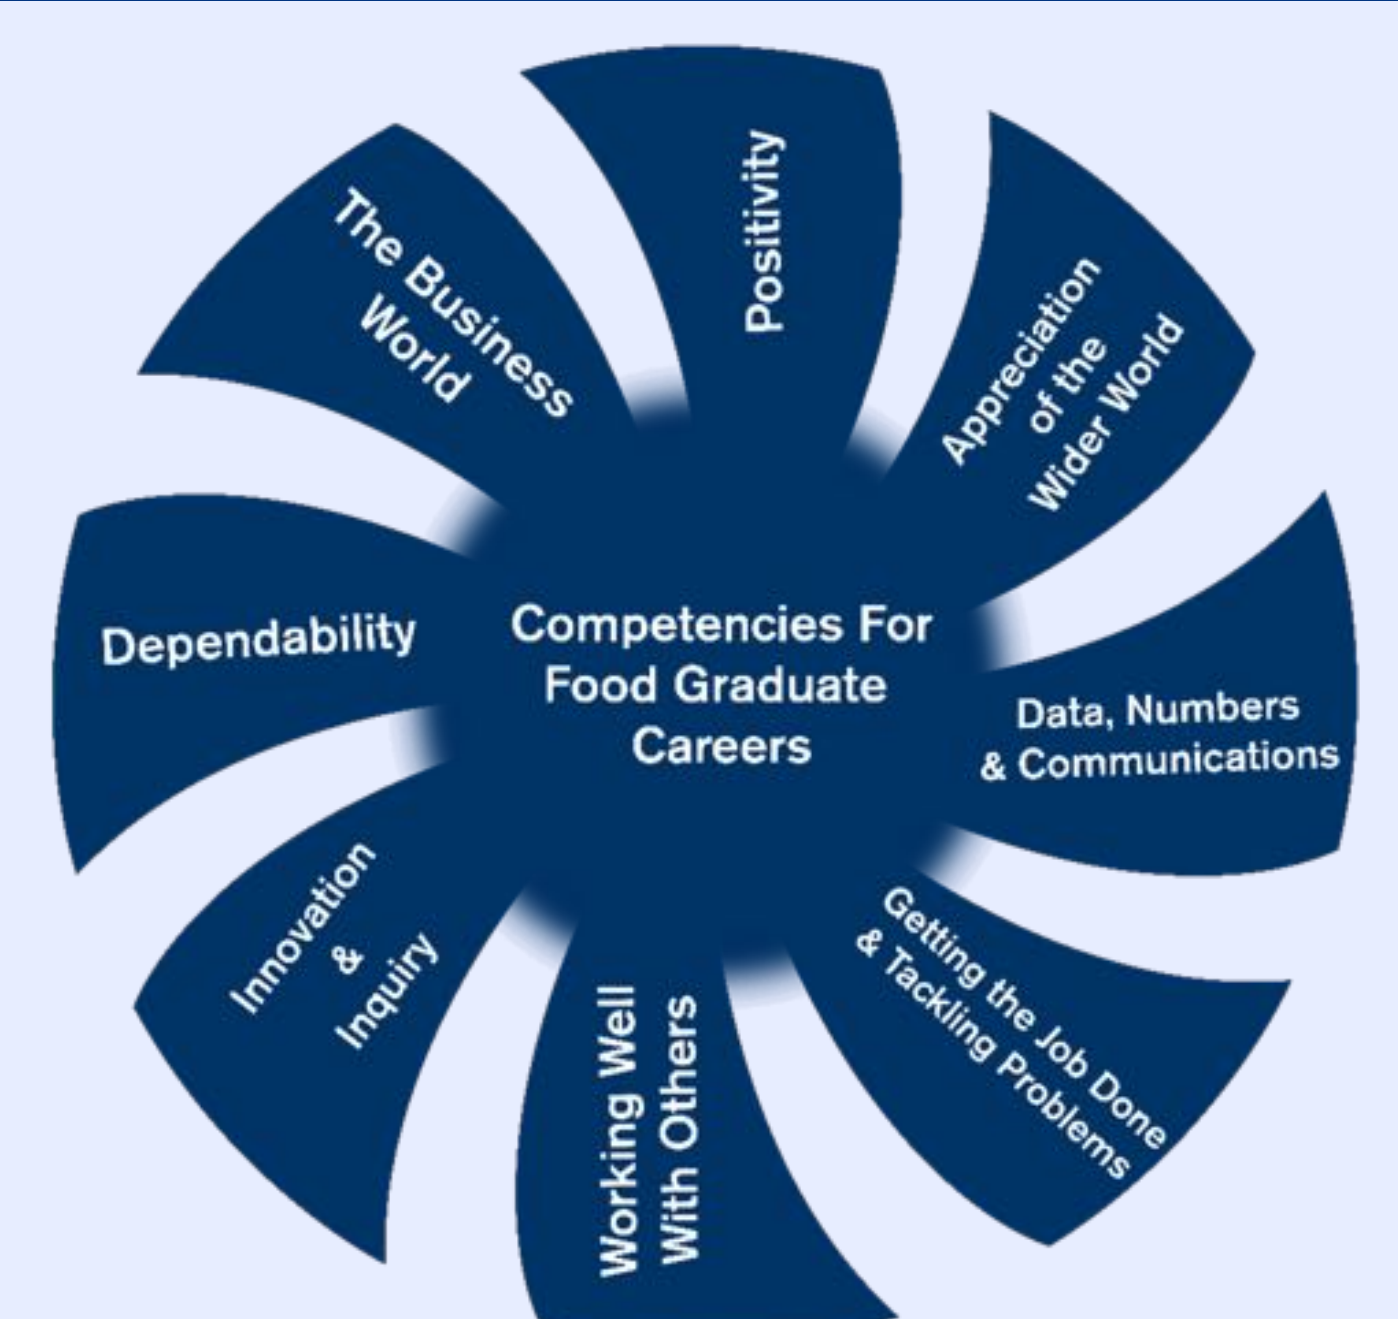 Competencies For
Food Graduate
Careers
Positivity
Appreciation
of the
Wider World
Data, Numbers
& Communications
Getting the Job Done
& Tackling Problems
Working Well
With Others
Innovation
&
Inquiry
Dependability
The Business
World